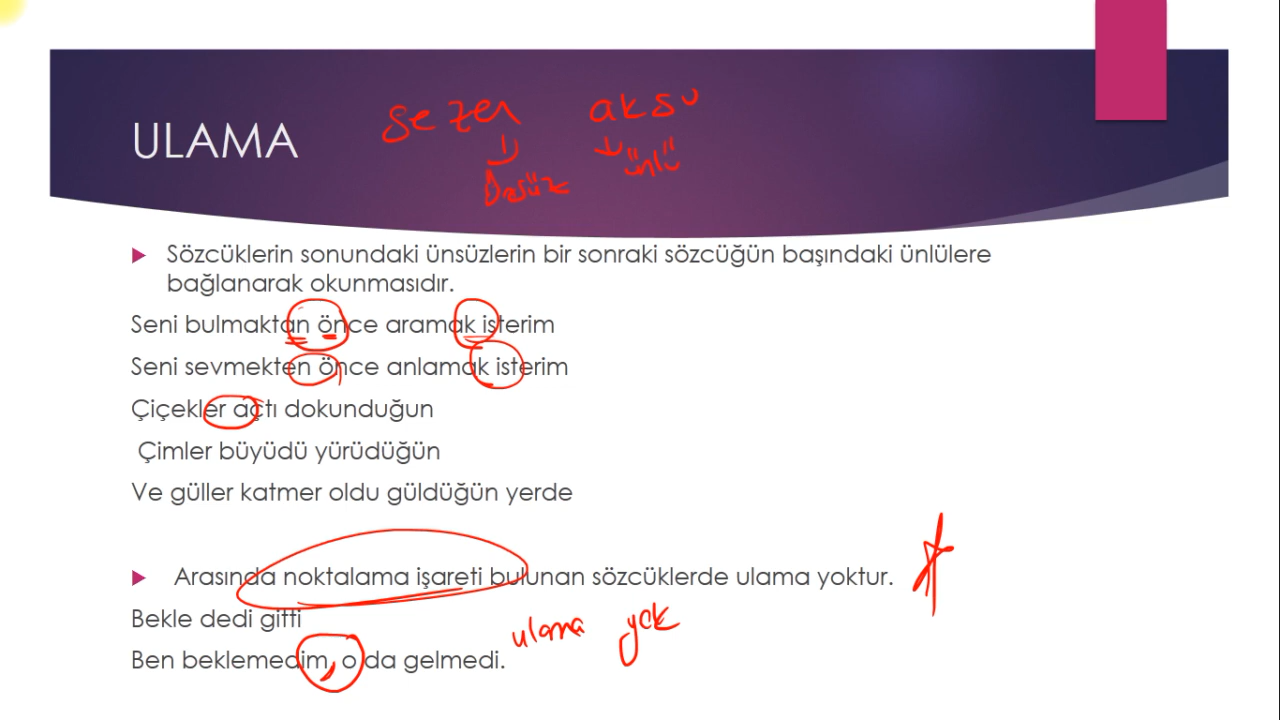 sezen aksu
ünsüz ünlü
ULAMA
Sözcüklerin sonundaki ünsüzlerin bir sonraki sözcüğün başındaki ünlülere
bağlanarak okunmasıdır.
Seni bulmaktan önce aramak isterim
Seni sevmekten önce anlamak isterim
Çiçekler açtı dokunduğun
Çimler büyüdü yürüdüğün
Ve güller katmer oldu güldüğün yerde
Arasında noktalama işareti bulunan sözcüklerde ulama yoktur.
Bekle dedi gitti
Ben beklemedim, o da gelmedi.
ulama yok